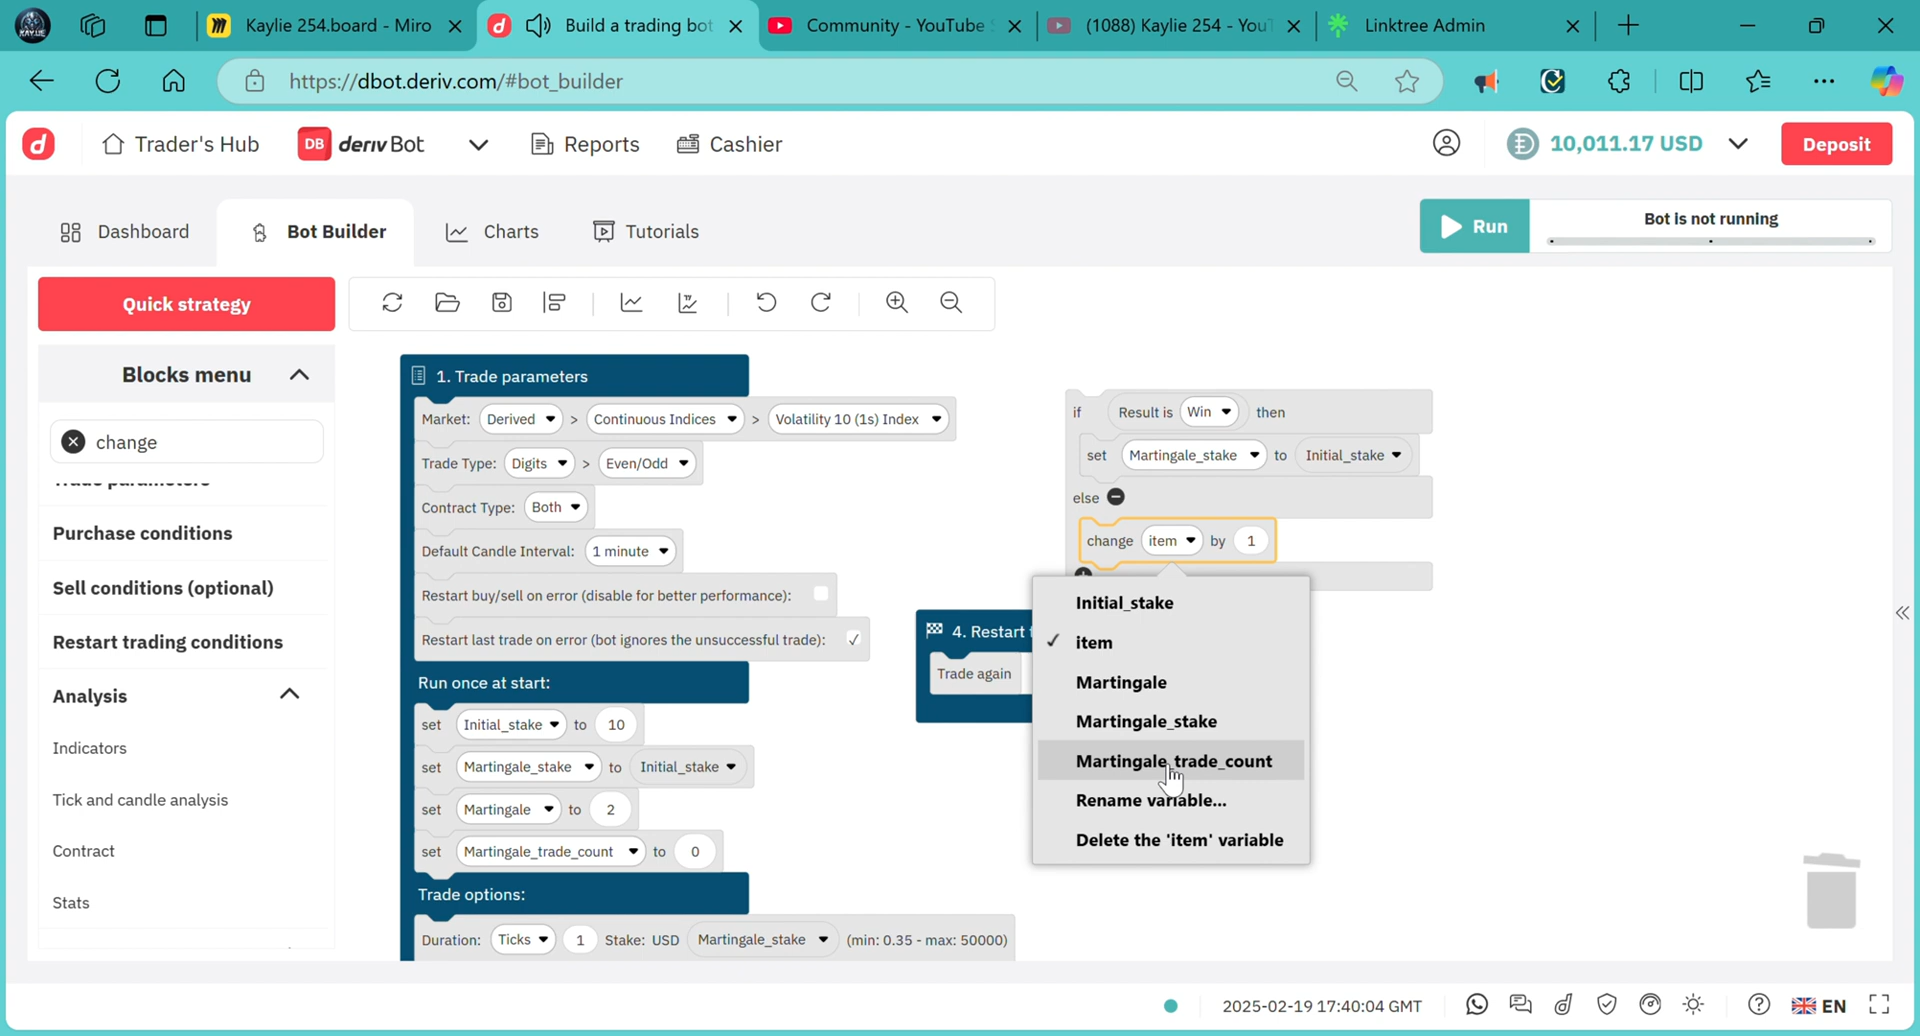 Kaylie 254.board - Miro
Build a trading bot
Community - YouTube
(1088) Kaylie 254 - YouT
Linktree Admin
https://dbot.deriv.com/#bot_builder
Trader's Hub
DB deriv Bot
Reports
Cashier
10,011.17 USD
Deposit
Dashboard
Bot Builder
Charts
Tutorials
Run
Bot is not running
Quick strategy
Blocks menu
change
Trade parameters
Purchase conditions
Sell conditions (optional)
Restart trading conditions
Analysis
Indicators
Tick and candle analysis
Contract
Stats
1. Trade parameters
Market: Derived > Continuous Indices > Volatility 10 (1s) Index
Trade Type: Digits > Even/Odd
Contract Type: Both
Default Candle Interval: 1 minute
Restart buy/sell on error (disable for better performance):
Restart last trade on error (bot ignores the unsuccessful trade): ✓
Run once at start:
set Initial_stake to 10
set Martingale_stake to Initial_stake
set Martingale to 2
set Martingale_trade_count to 0
Trade options:
Duration: Ticks 1 Stake: USD Martingale_stake (min: 0.35 - max: 50000)
if Result is Win then
set Martingale_stake to Initial_stake
else
change item by 1
4. Restart
Trade again
Initial_stake
✓ item
Martingale
Martingale_stake
Martingale_trade_count
Rename variable...
Delete the 'item' variable
2025-02-19 17:40:04 GMT
EN